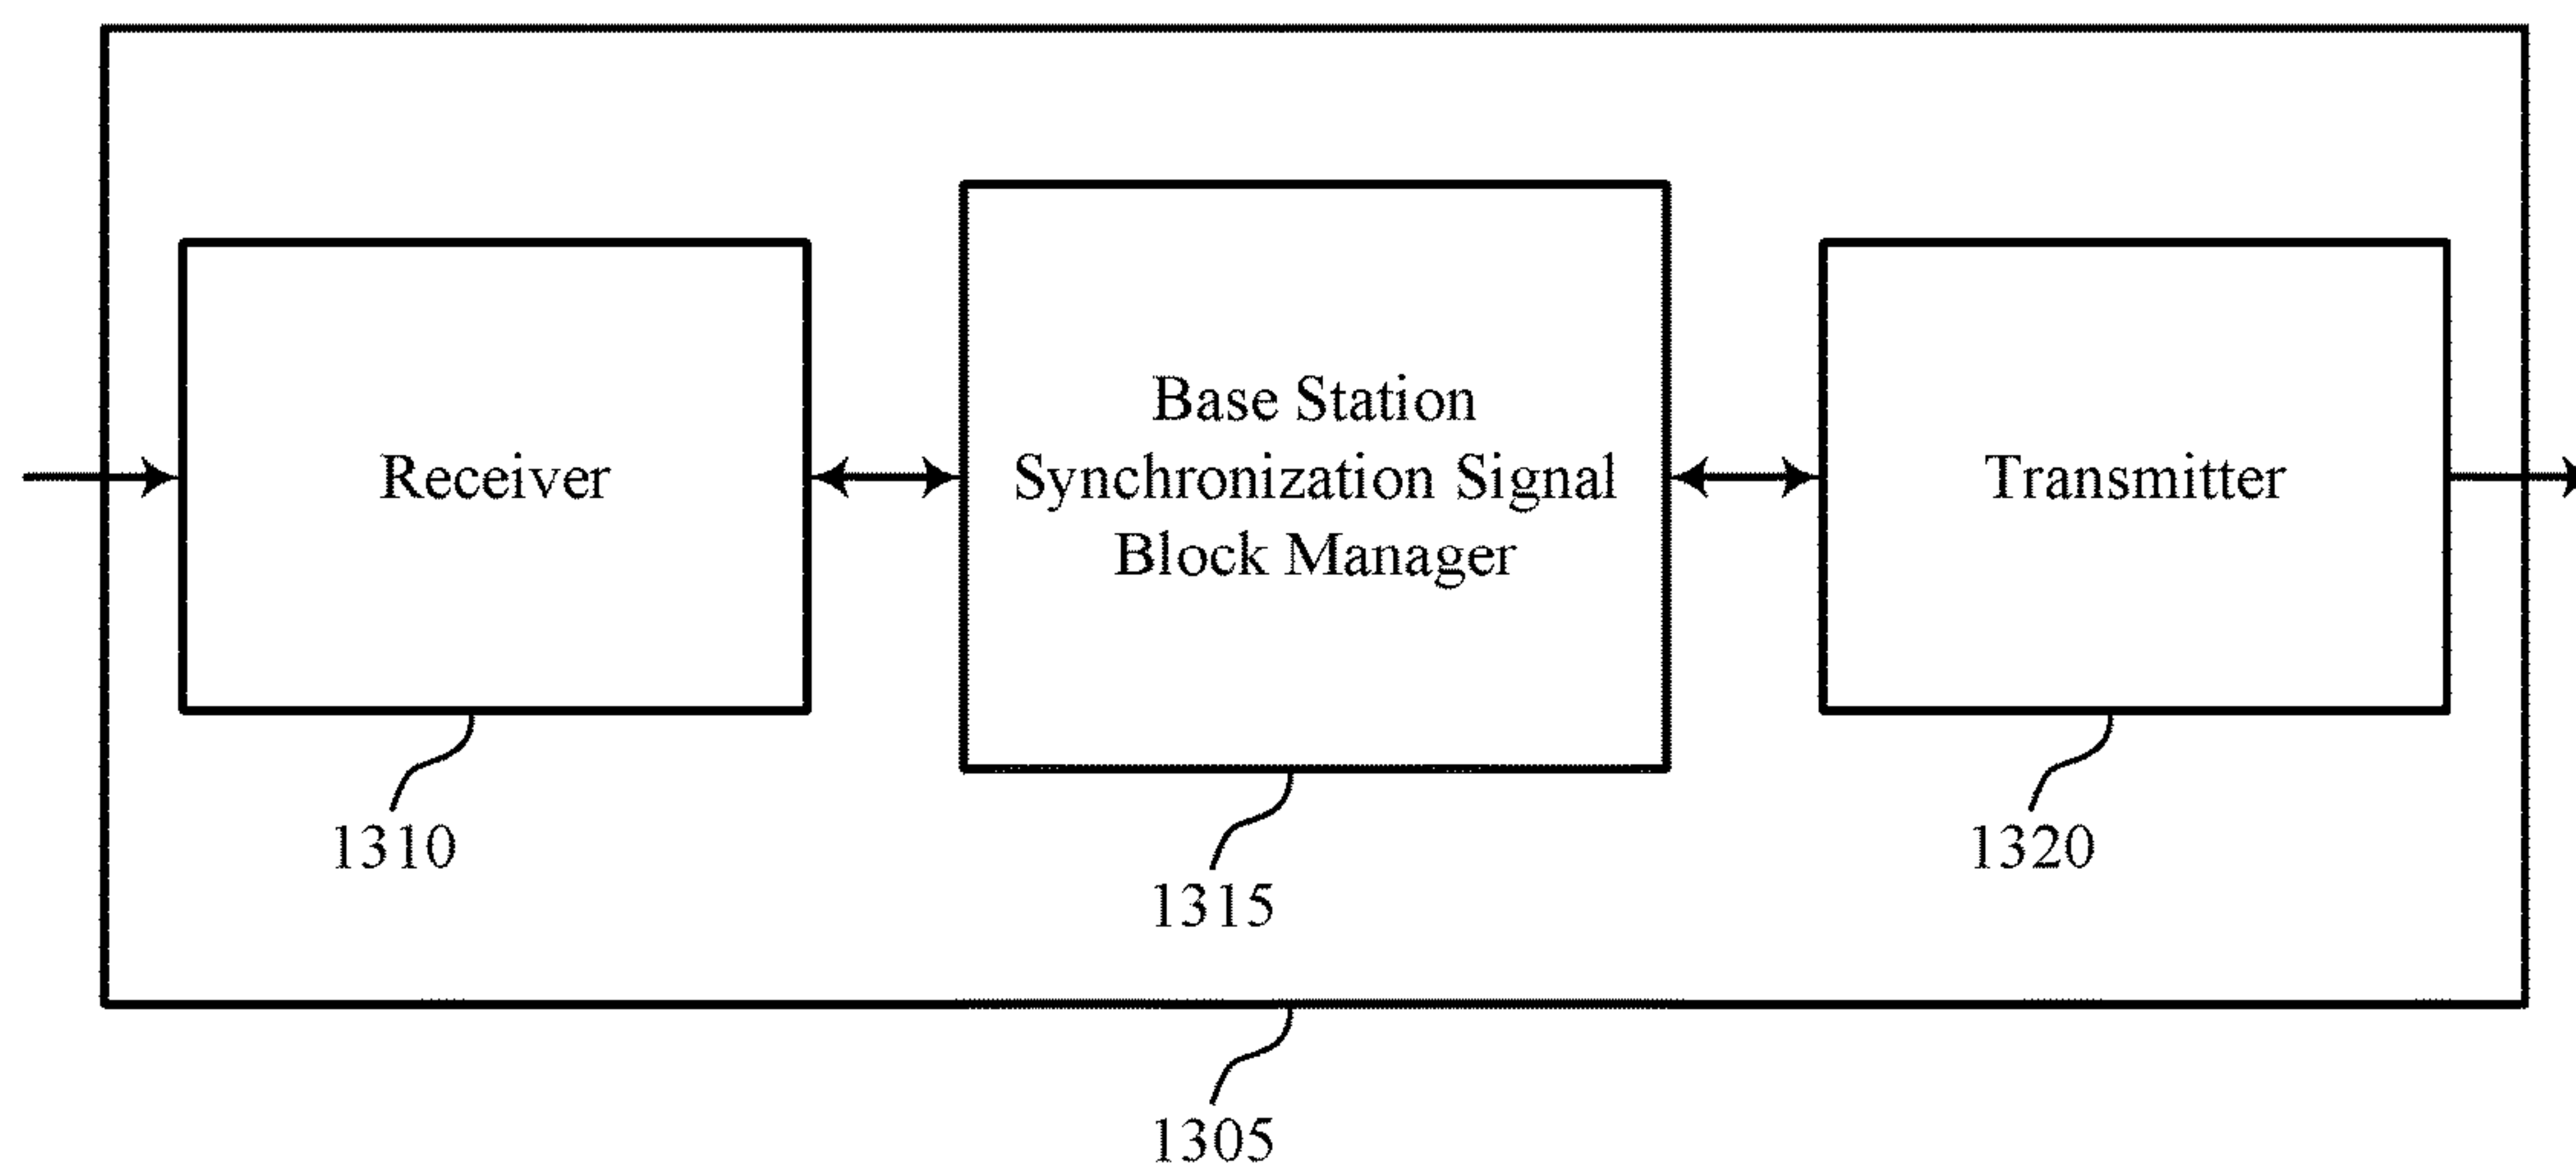 Receiver
Base Station
Synchronization Signal
Block Manager
Transmitter
1310
1315
1320
1305